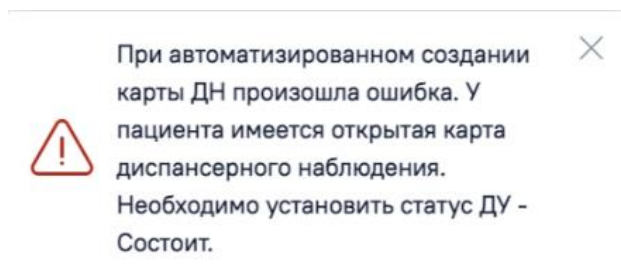 При автоматизированном создании
карты ДН произошла ошибка. У
пациента имеется открытая карта
диспансерного наблюдения.
Необходимо установить статус ДУ -
Состоит.